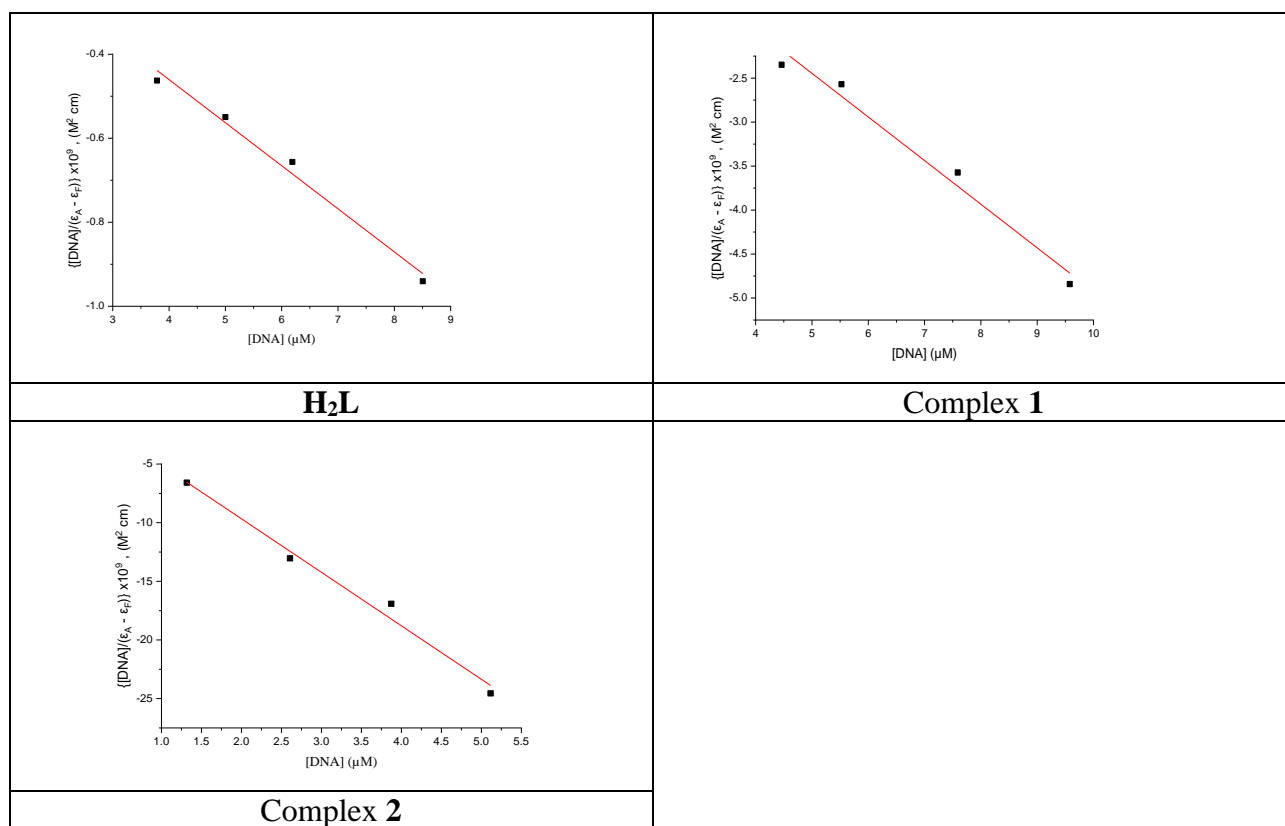 -0.4
-0.6
-0.8
-1.0
{[DNA]/(εA - εF)} x10⁹ , (M² cm)
3 4 5 6 7 8 9
[DNA] (µM)
H₂L
-2.5
-3.0
-3.5
-4.0
-4.5
-5.0
{[DNA]/(εA - εF)} x10⁹ , (M² cm)
4 5 6 7 8 9 10
[DNA] (µM)
Complex 1
-5
-10
-15
-20
-25
{[DNA]/(εA - εF)} x10⁹ , (M² cm)
1.0 1.5 2.0 2.5 3.0 3.5 4.0 4.5 5.0 5.5
[DNA] (µM)
Complex 2